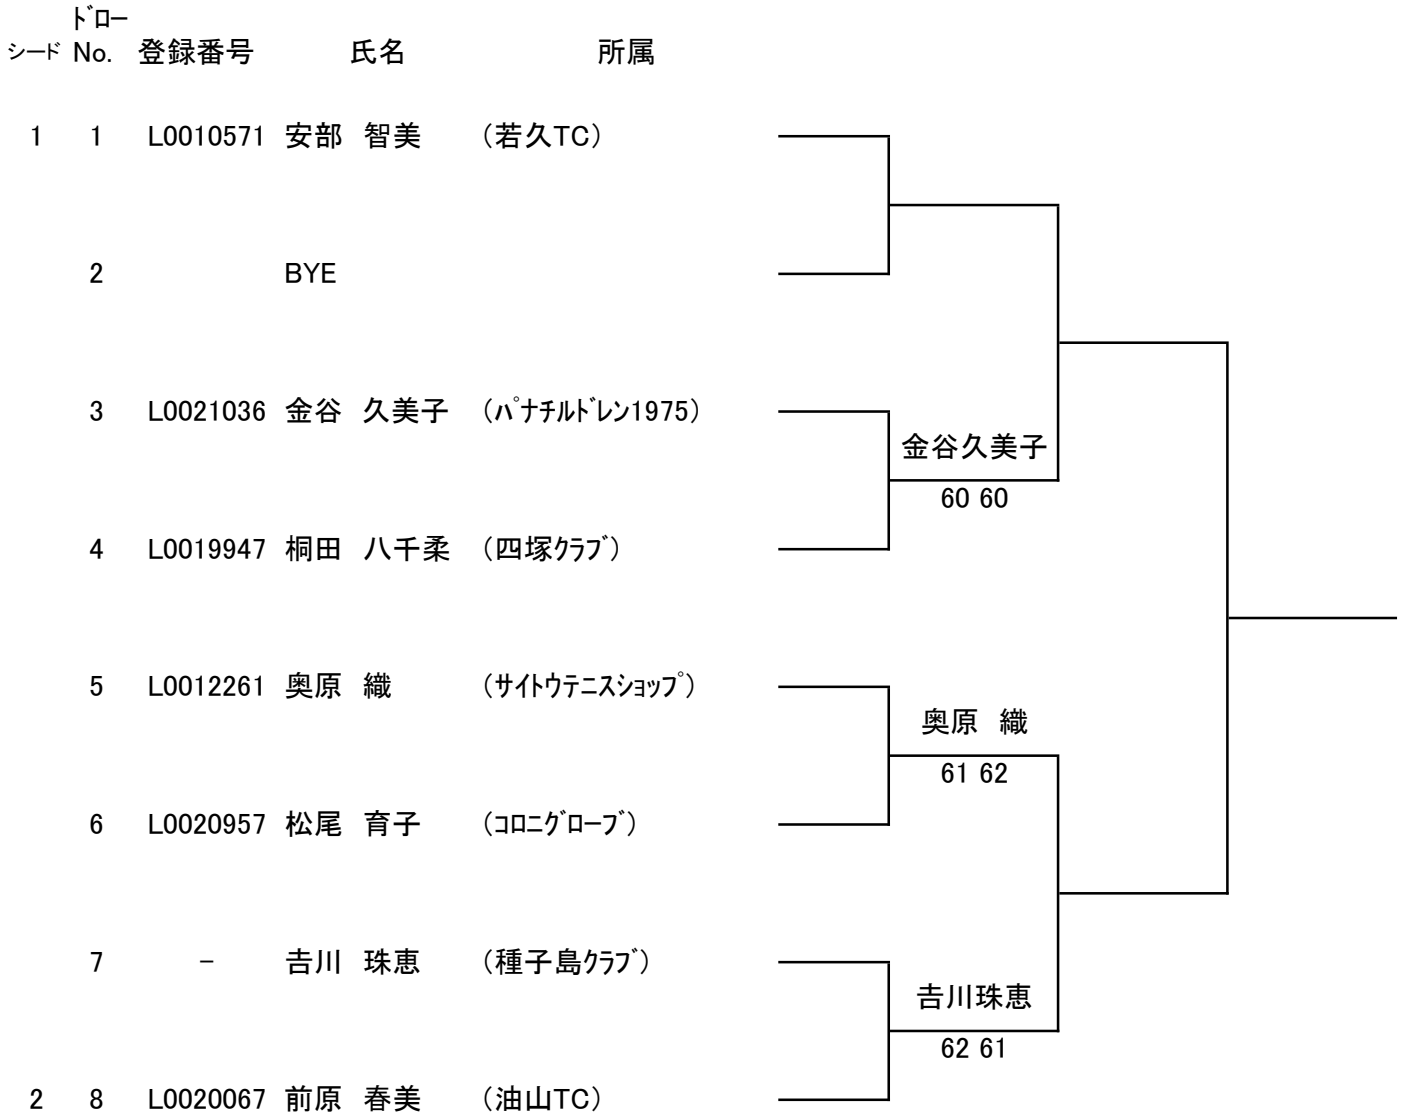 ﾄﾞﾛｰ
シード No. 登録番号 氏名 所属
1 1 L0010571 安部 智美 (若久TC)
2 BYE
3 L0021036 金谷 久美子 (ﾊﾟﾅﾁﾙﾄﾞﾚﾝ1975)
金谷久美子
60 60
4 L0019947 桐田 八千柔 (四塚ｸﾗﾌﾞ)
5 L0012261 奥原 織 (ｻｲﾄｳﾃﾆｽｼｮｯﾌﾟ)
奥原 織
61 62
6 L0020957 松尾 育子 (ｺﾛﾆｸﾞﾛｰﾌﾞ)
7 - 𠮷川 珠恵 (種子島ｸﾗﾌﾞ)
𠮷川珠恵
62 61
2 8 L0020067 前原 春美 (油山TC)